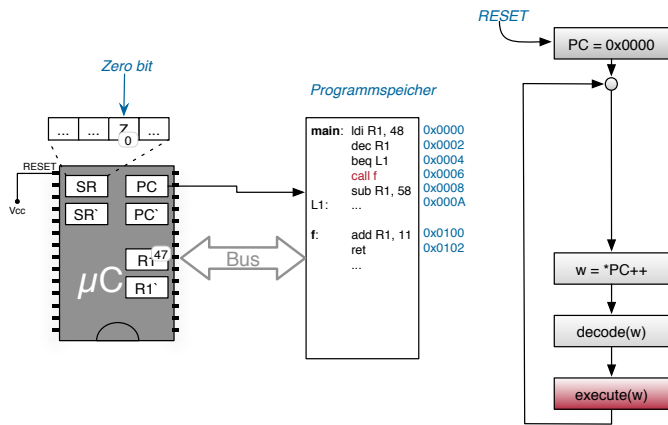 RESET
PC = 0x0000
Zero bit
Programmspeicher
... ... Z ...
0
main: ldi R1, 48 0x0000
dec R1 0x0002
beq L1 0x0004
call f 0x0006
sub R1, 58 0x0008
L1: ... 0x000A
f: add R1, 11 0x0100
ret 0x0102
...
RESET
Vcc
SR PC
SR` PC`
R1 47
R1`
µC
Bus
w = *PC++
decode(w)
execute(w)